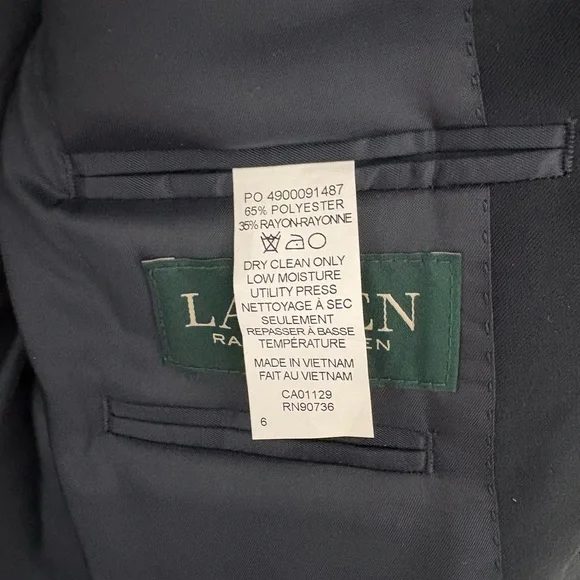 PO 4900091487
65% POLYESTER
35% RAYON-RAYONNE
DRY CLEAN ONLY
LOW MOISTURE
UTILITY PRESS
NETTOYAGE À SEC
SEULEMENT
REPASSER À BASSE
TEMPÉRATURE
MADE IN VIETNAM
FAIT AU VIETNAM
CA01129
RN90736
6